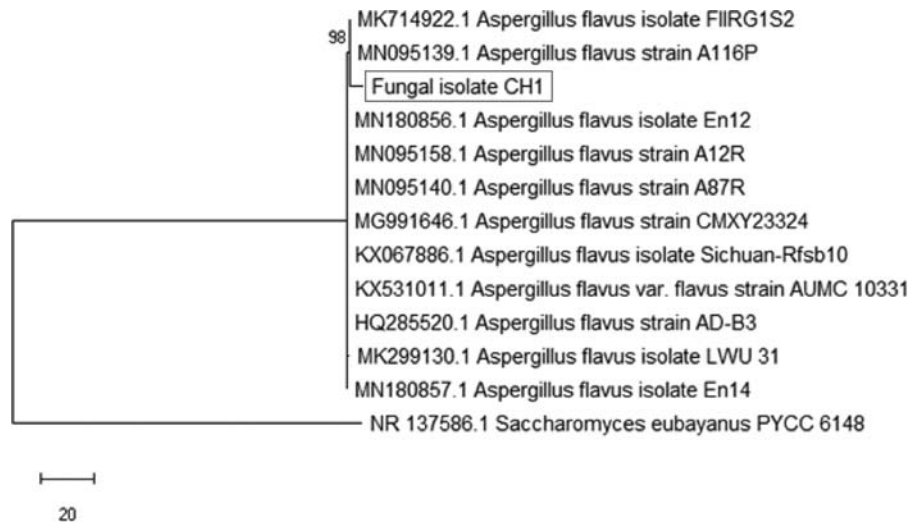 MK714922.1 Aspergillus flavus isolate FIIRG1S2
98
MN095139.1 Aspergillus flavus strain A116P
Fungal isolate CH1
MN180856.1 Aspergillus flavus isolate En12
MN095158.1 Aspergillus flavus strain A12R
MN095140.1 Aspergillus flavus strain A87R
MG991646.1 Aspergillus flavus strain CMXY23324
KX067886.1 Aspergillus flavus isolate Sichuan-Rfsb10
KX531011.1 Aspergillus flavus var. flavus strain AUMC 10331
HQ285520.1 Aspergillus flavus strain AD-B3
MK299130.1 Aspergillus flavus isolate LWU 31
MN180857.1 Aspergillus flavus isolate En14
NR 137586.1 Saccharomyces eubayanus PYCC 6148
20